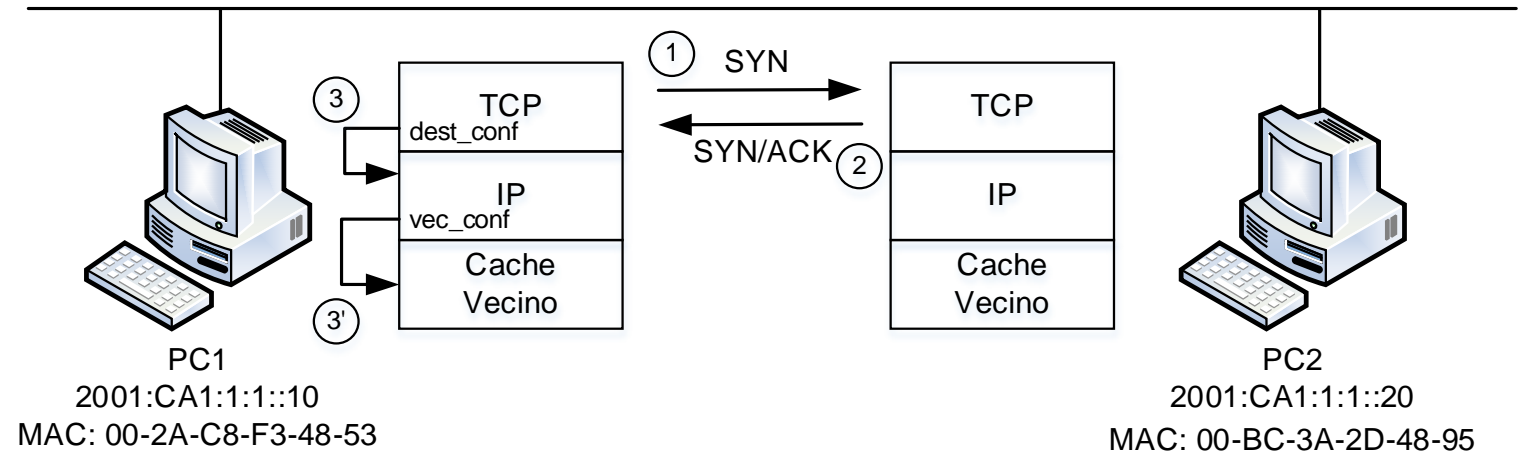 1
SYN
3
TCP
dest_conf
TCP
SYN/ACK
2
IP
vec_conf
IP
Cache
Vecino
Cache
Vecino
3'
PC1
2001:CA1:1:1::10
MAC: 00-2A-C8-F3-48-53
PC2
2001:CA1:1:1::20
MAC: 00-BC-3A-2D-48-95